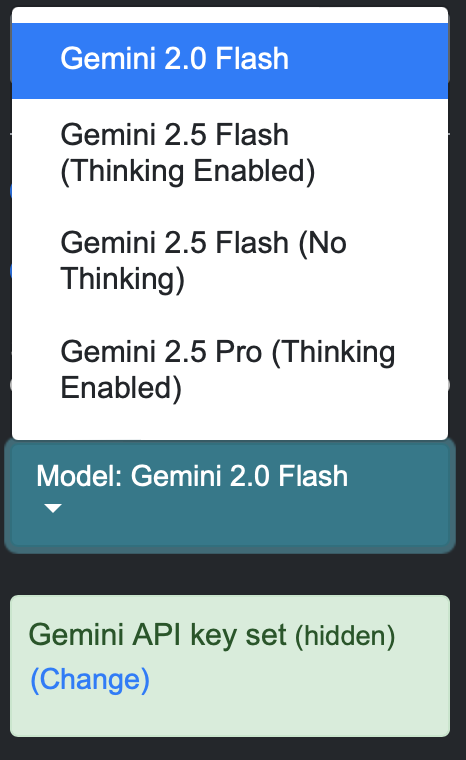 Gemini 2.0 Flash
Gemini 2.5 Flash
(Thinking Enabled)
Gemini 2.5 Flash (No
Thinking)
Gemini 2.5 Pro (Thinking
Enabled)
Model: Gemini 2.0 Flash
Gemini API key set (hidden)
(Change)